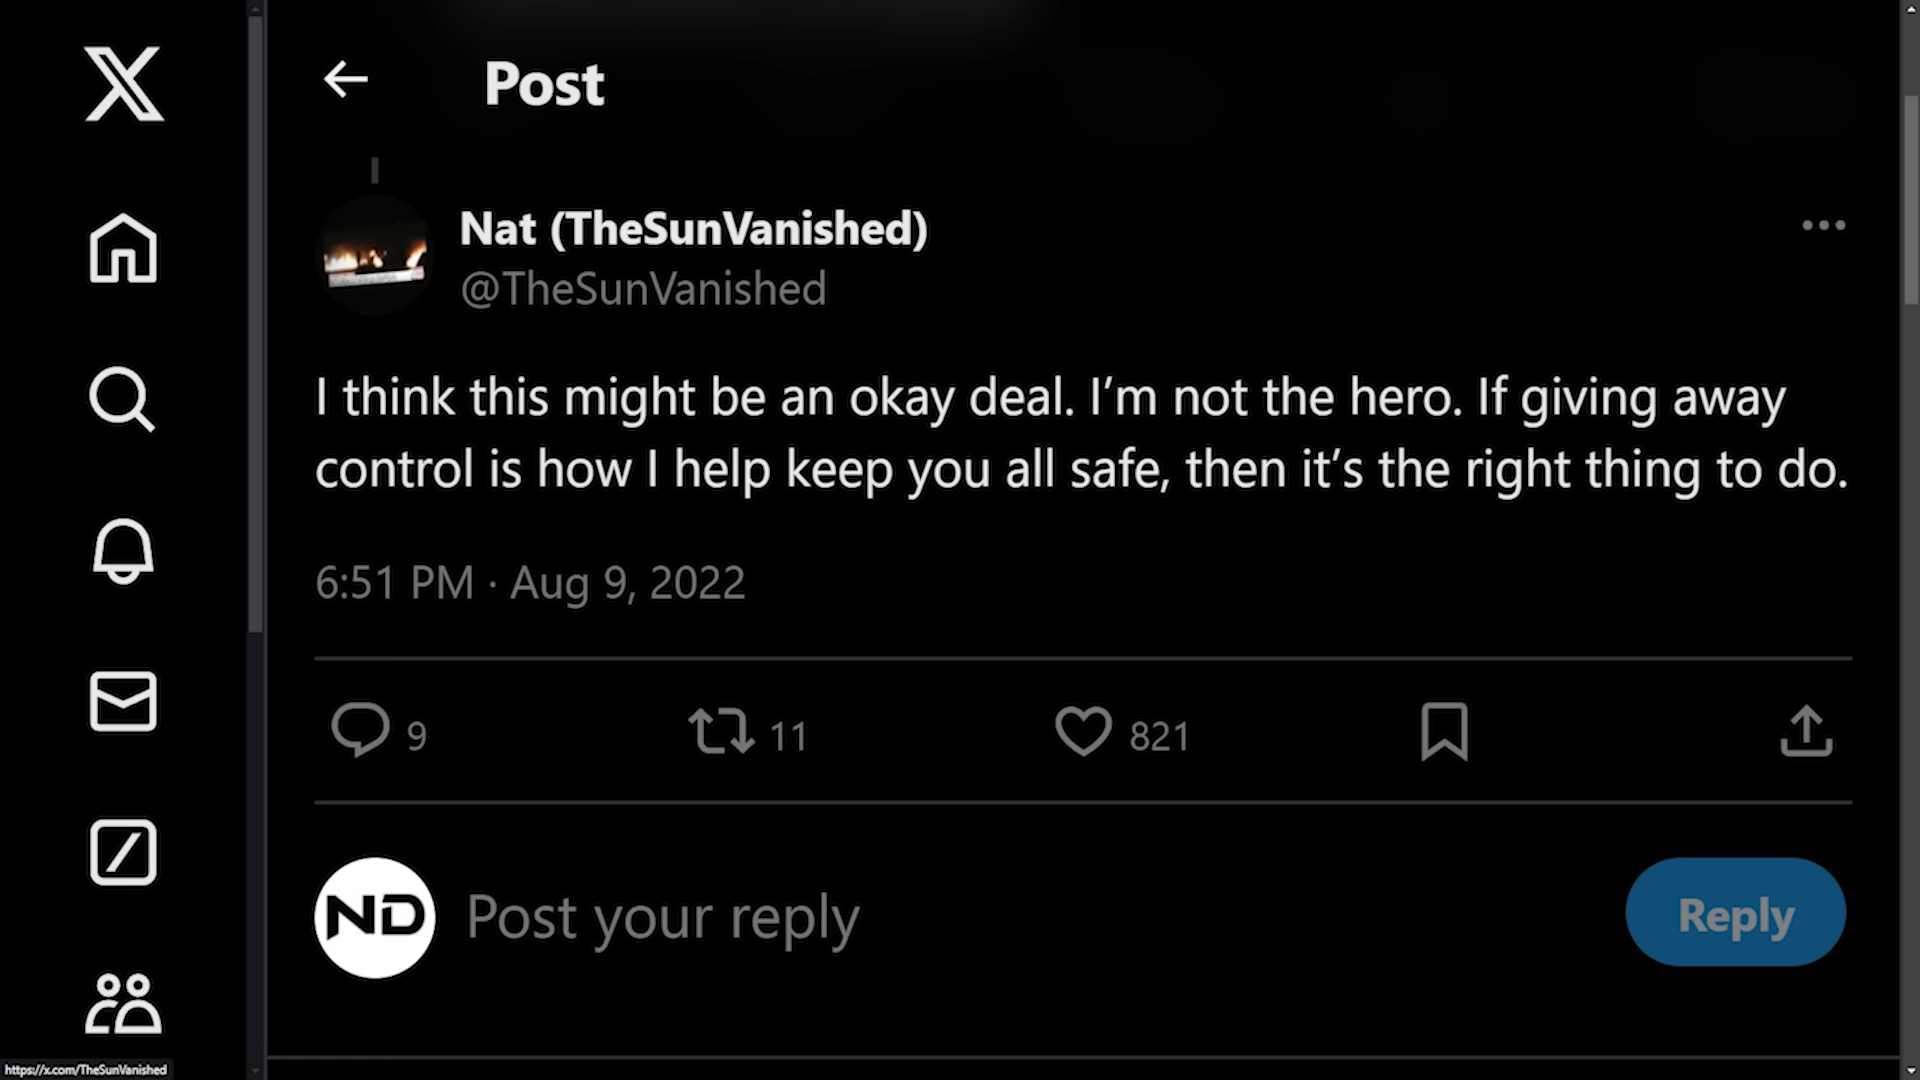 Post
Nat (TheSunVanished)
@TheSunVanished
I think this might be an okay deal. I’m not the hero. If giving away
control is how I help keep you all safe, then it’s the right thing to do.
6:51 PM · Aug 9, 2022
9 11 821
ND Post your reply Reply
https://x.com/TheSunVanished